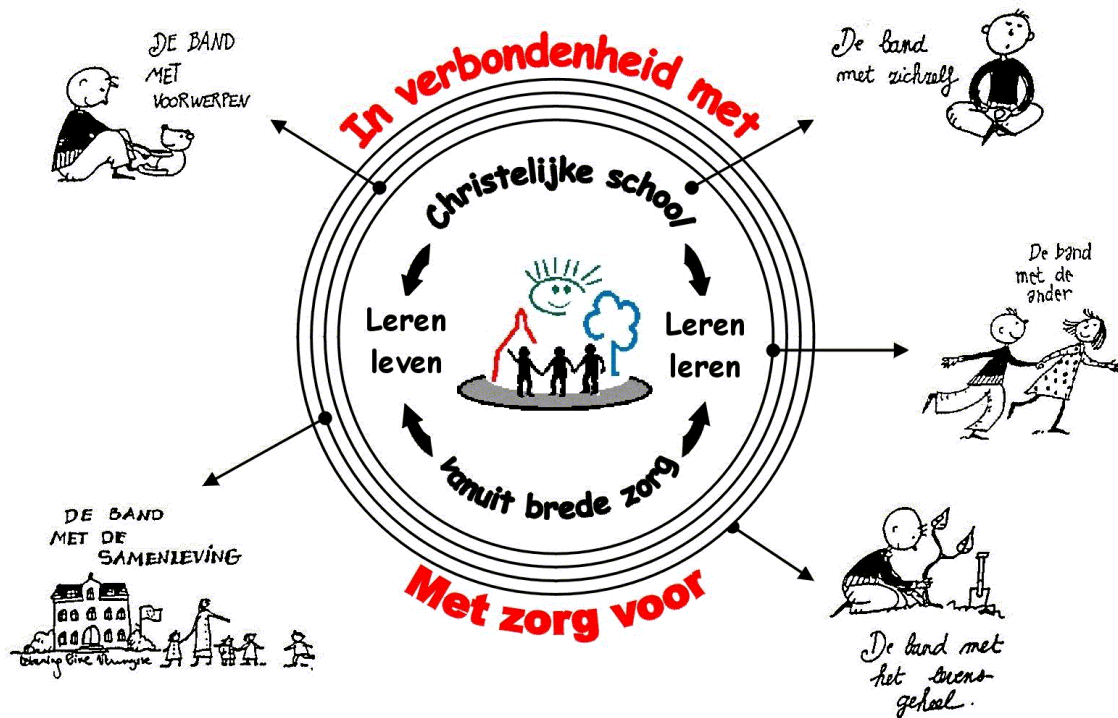 DE BAND
MET
VOORWERPEN
In verbondenheid met
De band
met zichzelf
Christelijke school
De band
met de
ander
Leren
leven
Leren
leren
vanuit brede zorg
DE BAND
MET DE
SAMENLEVING
Met zorg voor
De band met
het levens-
geheel.